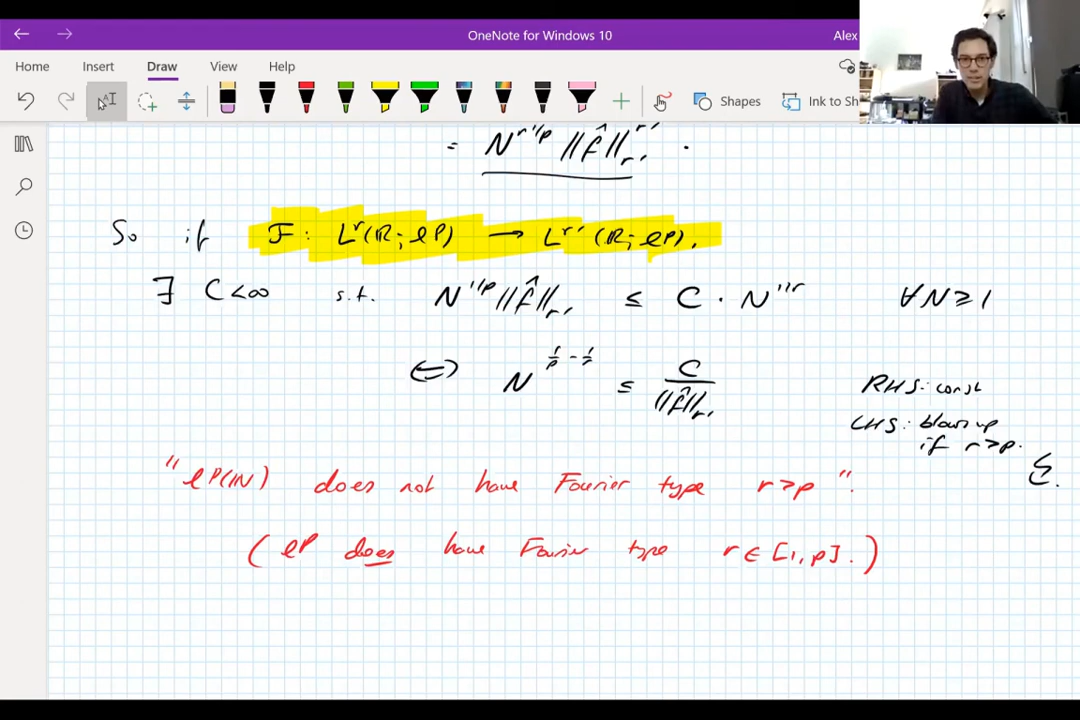 OneNote for Windows 10
Alex
Home Insert Draw View Help
Shapes
Ink to Sh
= N^{r'/p} ||f̂||_{r'}^{r'} .
So if F: L^r(R; ℓ^p) → L^{r'}(R; ℓ^p),
∃ C<∞ s.t. N^{1/p} ||f̂||_{r'} ≤ C · N^{1/r} ∀N≥1
⇔ N^{1/p - 1/r} ≤ C / ||f̂||_{r'}
RHS: const
LHS: blows up
if r>p.
"ℓ^p(N) does not have Fourier type r>p".
(ℓ^p does have Fourier type r ∈ [1, p].)